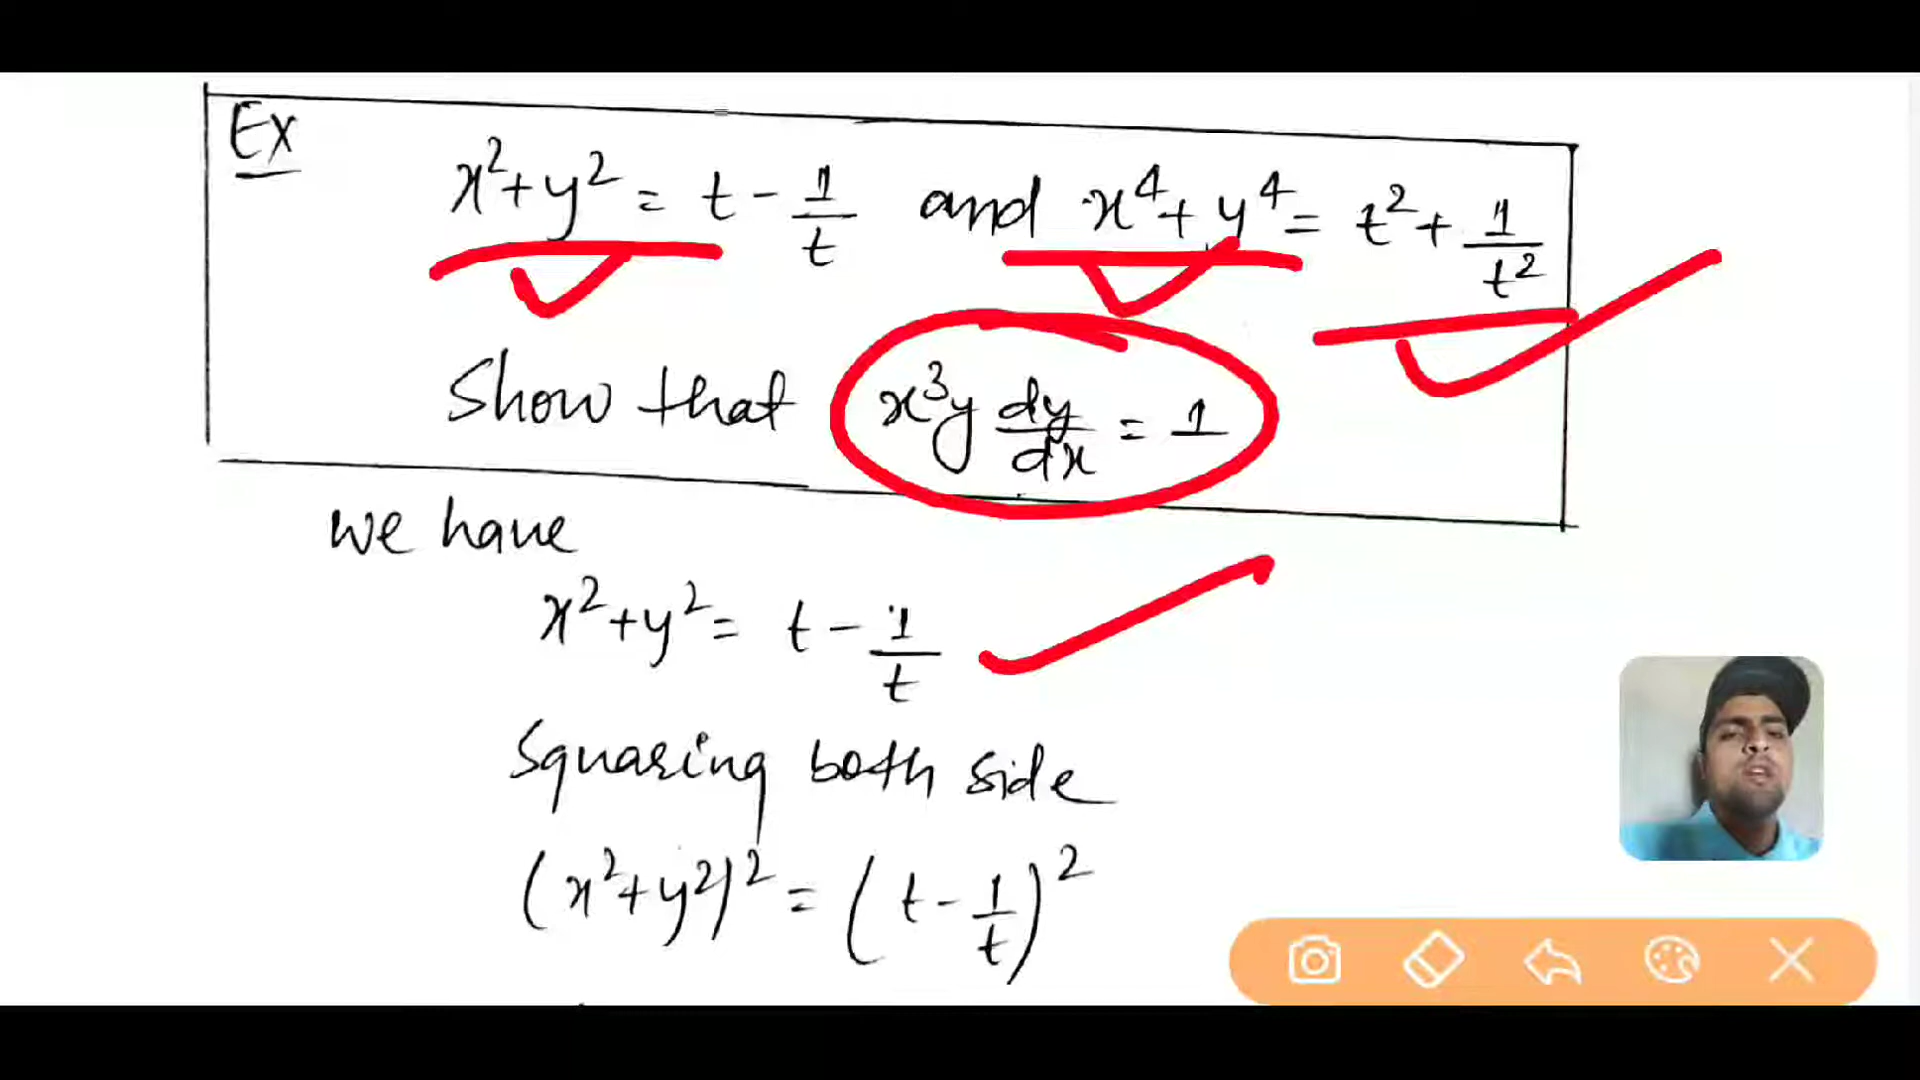 Ex
x²+y² = t - 1/t and x⁴+y⁴ = t² + 1/t²
Show that x³y dy/dx = 1
we have
x²+y² = t - 1/t
Squaring both side
(x²+y²)² = (t - 1/t)²